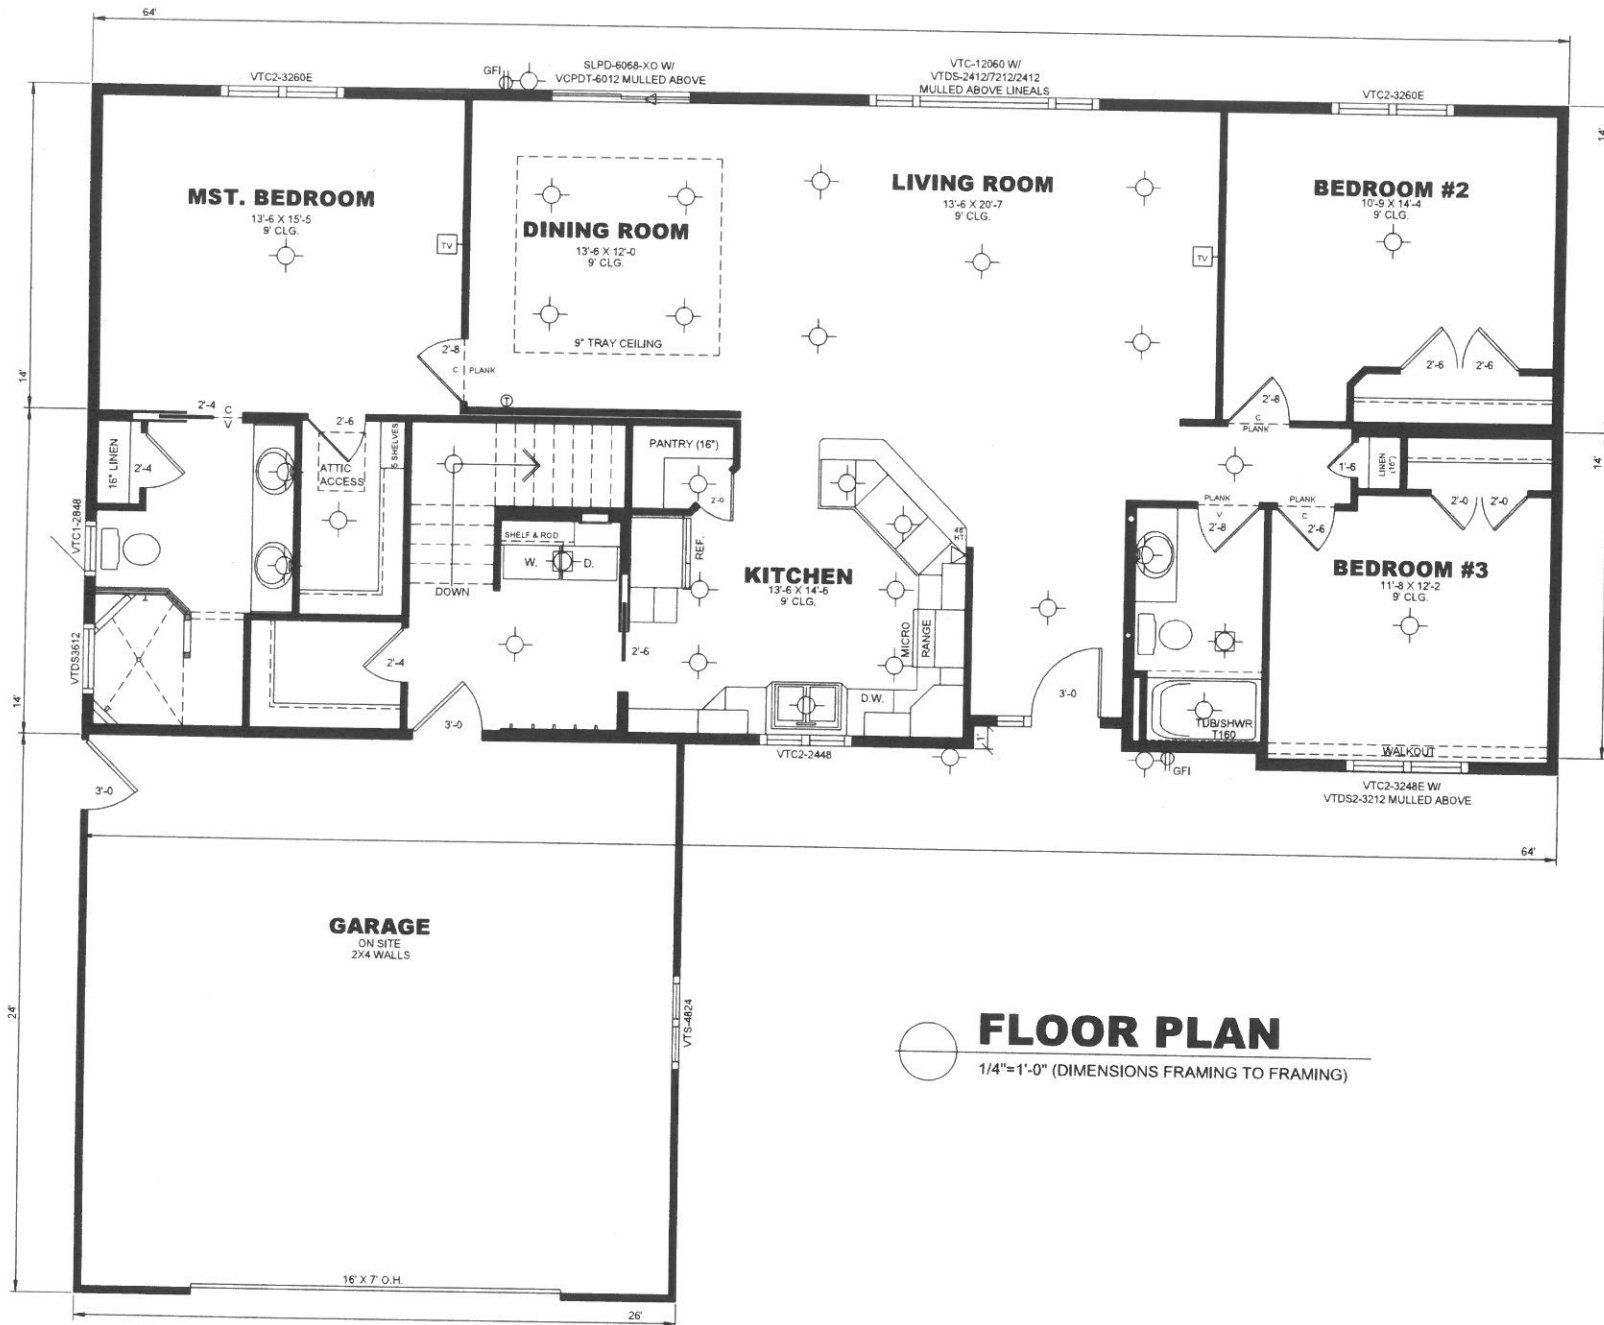 64'
VTC2-3260E
GFI
SLPD-6068-XO W/
VCPDT-6012 MULLED ABOVE
VTC-12060 W/
VTDS-2412/7212/2412
MULLED ABOVE LINEALS
VTC2-3260E
14'
MST. BEDROOM
13'-6 X 15'-5
9' CLG.
TV
DINING ROOM
13'-6 X 12'-0
9' CLG.
9" TRAY CEILING
LIVING ROOM
13'-6 X 20'-7
9' CLG.
TV
BEDROOM #2
10'-9 X 14'-4
9' CLG.
2'-8
C
PLANK
T
14'
2'-6
2'-6
2'-8
C
PLANK
2'-4
C
V
2'-6
16" LINEN
2'-4
ATTIC
ACCESS
5 SHELVES
PANTRY (16")
2'-0
1'-6
LINEN
(16")
14'
PLANK
V
2'-8
PLANK
C
2'-6
2'-0
2'-0
VTC1-2848
SHELF & ROD
W.
D.
REF.
48"
HT.
DOWN
KITCHEN
13'-6 X 14'-6
9' CLG.
BEDROOM #3
11'-8 X 12'-2
9' CLG.
VTDS3612
2'-4
2'-6
MICRO
RANGE
D.W.
3'-0
3'-0
14'
TUB/SHWR
T160
WALKOUT
1'
VTC2-2448
GFI
3'-0
VTC2-3248E W/
VTDS2-3212 MULLED ABOVE
64'
GARAGE
ON SITE
2X4 WALLS
24'
VTS-4824
FLOOR PLAN
1/4"=1'-0" (DIMENSIONS FRAMING TO FRAMING)
16' X 7' O.H.
26'